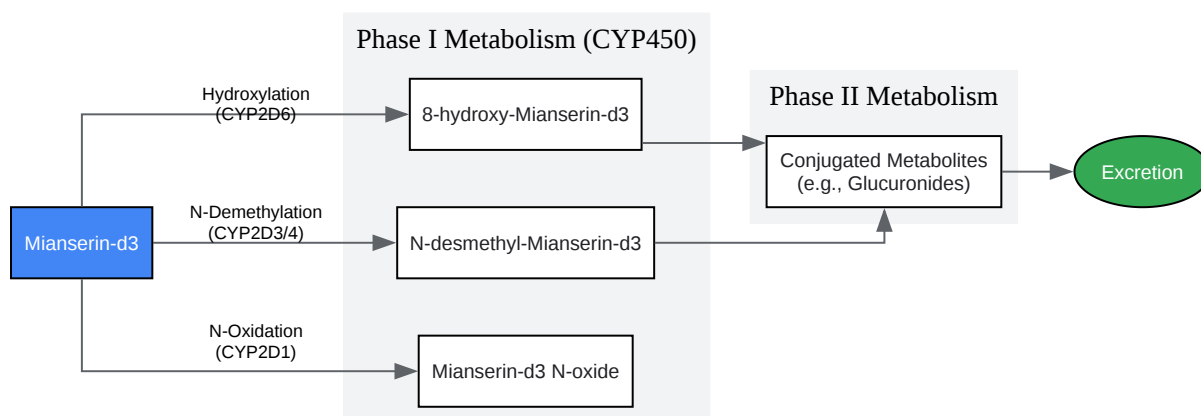 Phase I Metabolism (CYP450)
Hydroxylation
(CYP2D6)
8-hydroxy-Mianserin-d3
Phase II Metabolism
Conjugated Metabolites
(e.g., Glucuronides)
Excretion
Mianserin-d3
N-Demethylation
(CYP2D3/4)
N-desmethyl-Mianserin-d3
N-Oxidation
(CYP2D1)
Mianserin-d3 N-oxide